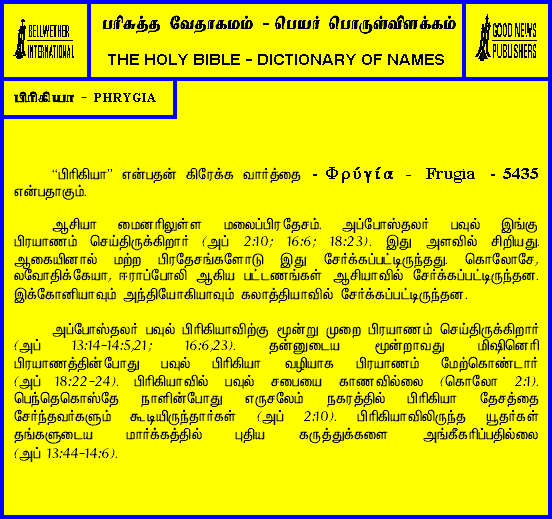 BELLWETHER
INTERNATIONAL
பரிசுத்த வேதாகமம் - பெயர் பொருள்விளக்கம்
THE HOLY BIBLE - DICTIONARY OF NAMES
GOOD NEWS
PUBLISHERS
பிரிகியா - PHRYGIA
“பிரிகியா” என்பதன் கிரேக்க வார்த்தை - Φρύγία - Frugia - 5435
என்பதாகும்.
ஆசியா மைனரிலுள்ள மலைப்பிரதேசம். அப்போஸ்தலர் பவுல் இங்கு
பிரயாணம் செய்திருக்கிறார் (அப் 2:10; 16:6; 18:23). இது அளவில் சிறியது.
ஆகையினால் மற்ற பிரதேசங்களோடு இது சேர்க்கப்பட்டிருந்தது. கொலோசே,
லவோதிக்கேயா, ஈராப்போலி ஆகிய பட்டணங்கள் ஆசியாவில் சேர்க்கப்பட்டிருந்தன.
இக்கோனியாவும் அந்தியோகியாவும் கலாத்தியாவில் சேர்க்கப்பட்டிருந்தன.
அப்போஸ்தலர் பவுல் பிரிகியாவிற்கு மூன்று முறை பிரயாணம் செய்திருக்கிறார்
(அப் 13:14-14:5,21; 16:6,23). தன்னுடைய மூன்றாவது மிஷினெரி
பிரயாணத்தின்போது பவுல் பிரிகியா வழியாக பிரயாணம் மேற்கொண்டார்
(அப் 18:22-24). பிரிகியாவில் பவுல் சபையை காணவில்லை (கொலோ 2:1).
பெந்தெகொஸ்தே நாளின்போது எருசலேம் நகரத்தில் பிரிகியா தேசத்தை
சேர்ந்தவர்களும் கூடியிருந்தார்கள் (அப் 2:10). பிரிகியாவிலிருந்த யூதர்கள்
தங்களுடைய மார்க்கத்தில் புதிய கருத்துக்களை அங்கீகரிப்பதில்லை
(அப் 13:44-14:6).